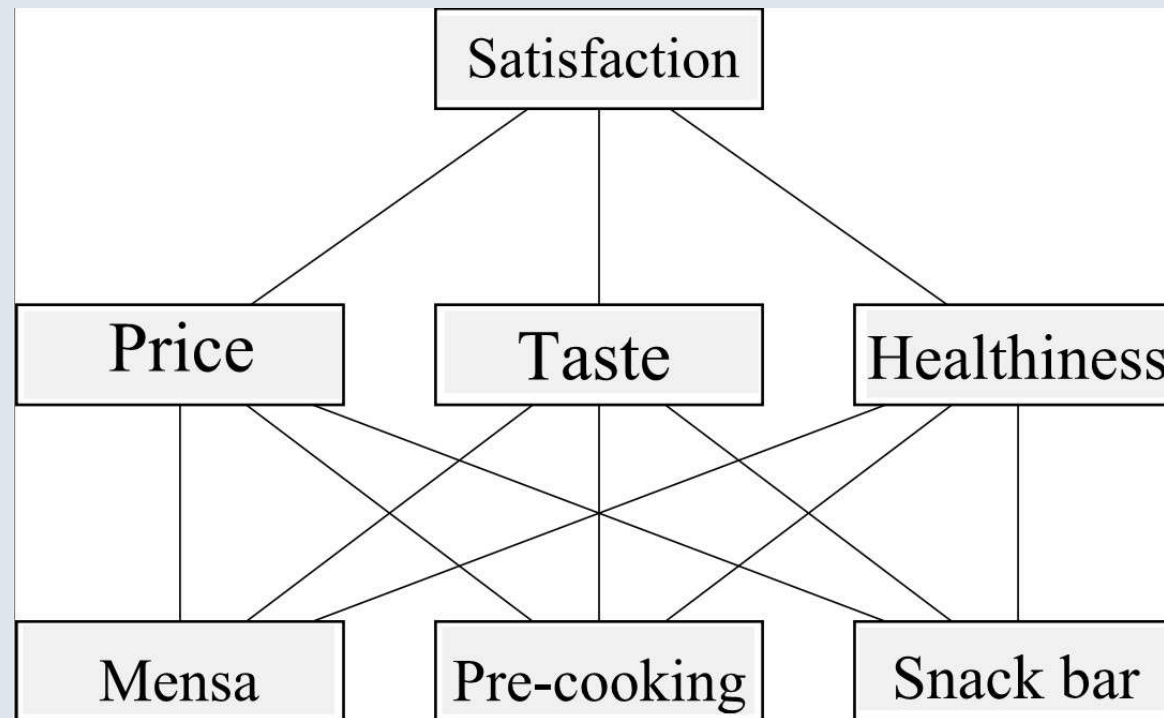 Satisfaction
Price
Taste
Healthiness
Mensa
Pre-cooking
Snack bar